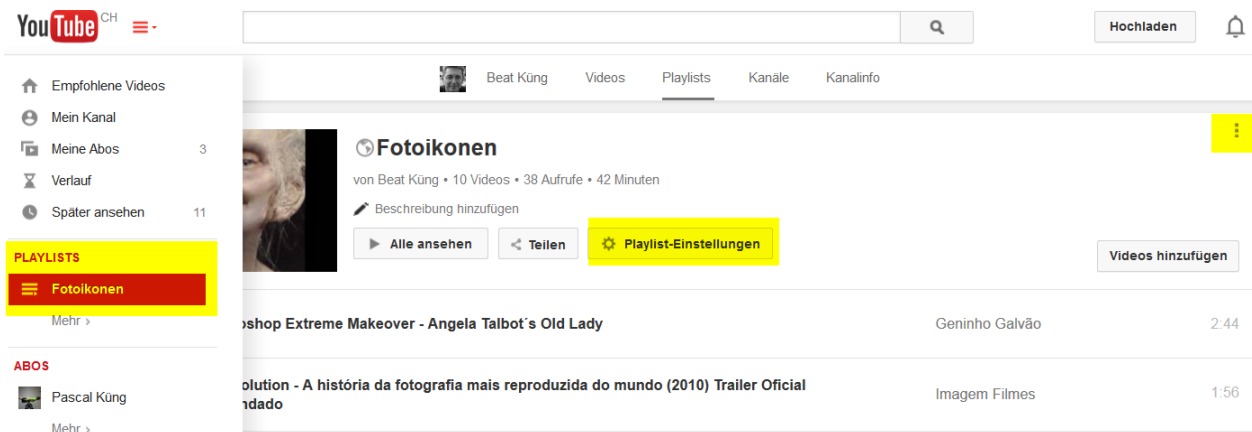 YouTube CH
Hochladen
Empfohlene Videos
Mein Kanal
Meine Abos 3
Verlauf
Später ansehen 11
PLAYLISTS
Fotoikonen
Mehr ›
ABOS
Pascal Küng
Mehr ›
Beat Küng Videos Playlists Kanäle Kanalinfo
Fotoikonen
von Beat Küng • 10 Videos • 38 Aufrufe • 42 Minuten
Beschreibung hinzufügen
Alle ansehen Teilen Playlist-Einstellungen
Videos hinzufügen
oshop Extreme Makeover - Angela Talbot´s Old Lady Geninho Galvão 2:44
olution - A história da fotografia mais reproduzida do mundo (2010) Trailer Oficial
ndado
Imagem Filmes 1:56